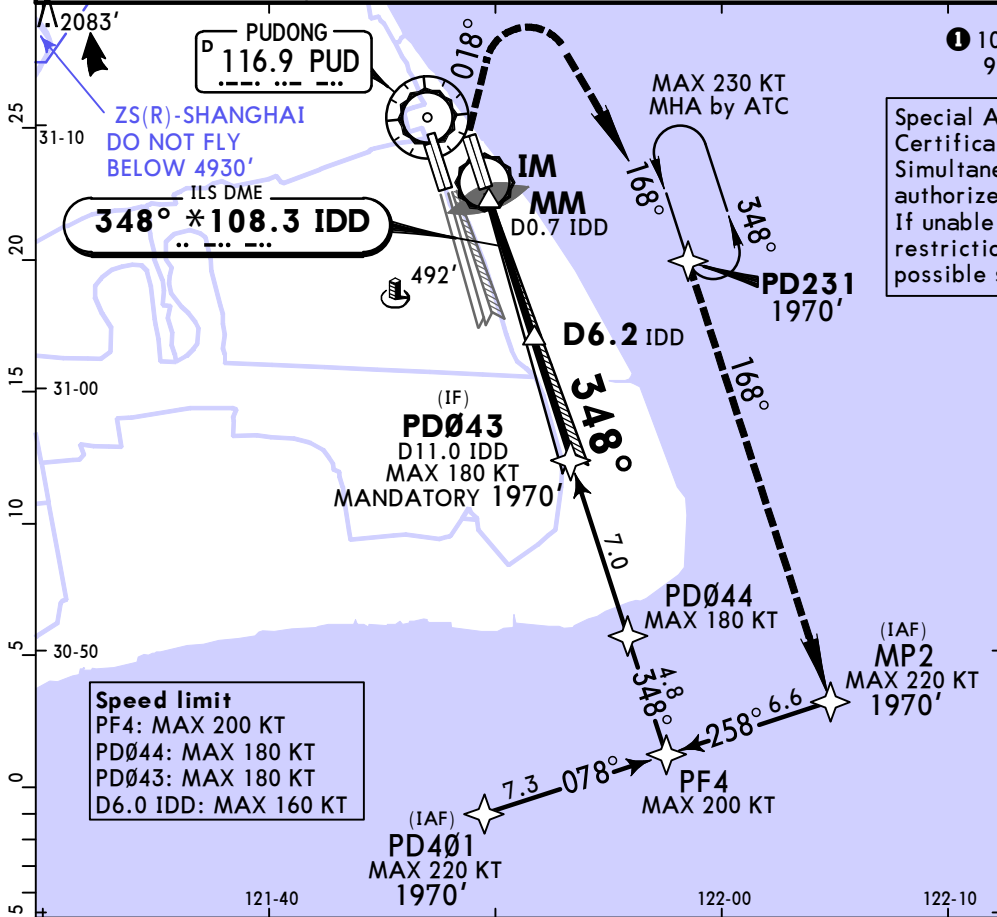 2083'
PUDONG
D 116.9 PUD
ZS(R)-SHANGHAI
DO NOT FLY
BELOW 4930'
ILS DME
348° *108.3 IDD
018°
MAX 230 KT
MHA by ATC
1 10
9
Special A
Certifica
Simultane
authorize
If unable
restrictio
possible s
IM
MM
D0.7 IDD
168°
348°
PD231
1970'
492'
D6.2 IDD
348°
168°
(IF)
PDØ43
D11.0 IDD
MAX 180 KT
MANDATORY 1970'
7.0
PDØ44
MAX 180 KT
4.8
348°
(IAF)
MP2
MAX 220 KT
1970'
258° 6.6
7.3 078°
PF4
MAX 200 KT
(IAF)
PD4Ø1
MAX 220 KT
1970'
Speed limit
PF4: MAX 200 KT
PDØ44: MAX 180 KT
PDØ43: MAX 180 KT
D6.0 IDD: MAX 160 KT
25
20
15
10
5
0
5
31-10
31-00
30-50
121-40
122-00
122-10